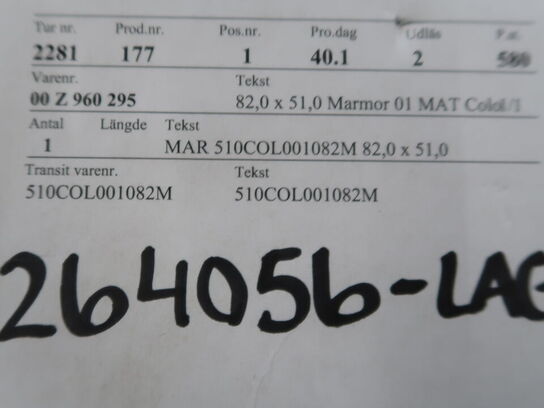 Tur nr. Prod.nr. Pos.nr. Pro.dag Udlås
2281 177 1 40.1 2 580
Varenr. Tekst
00 Z 960 295 82,0 x 51,0 Marmor 01 MAT
Antal Længde Tekst
1 MAR 510COL001082M 82,0 x 51,0
Transit varenr. Tekst
510COL001082M 510COL001082M
264056-LAG